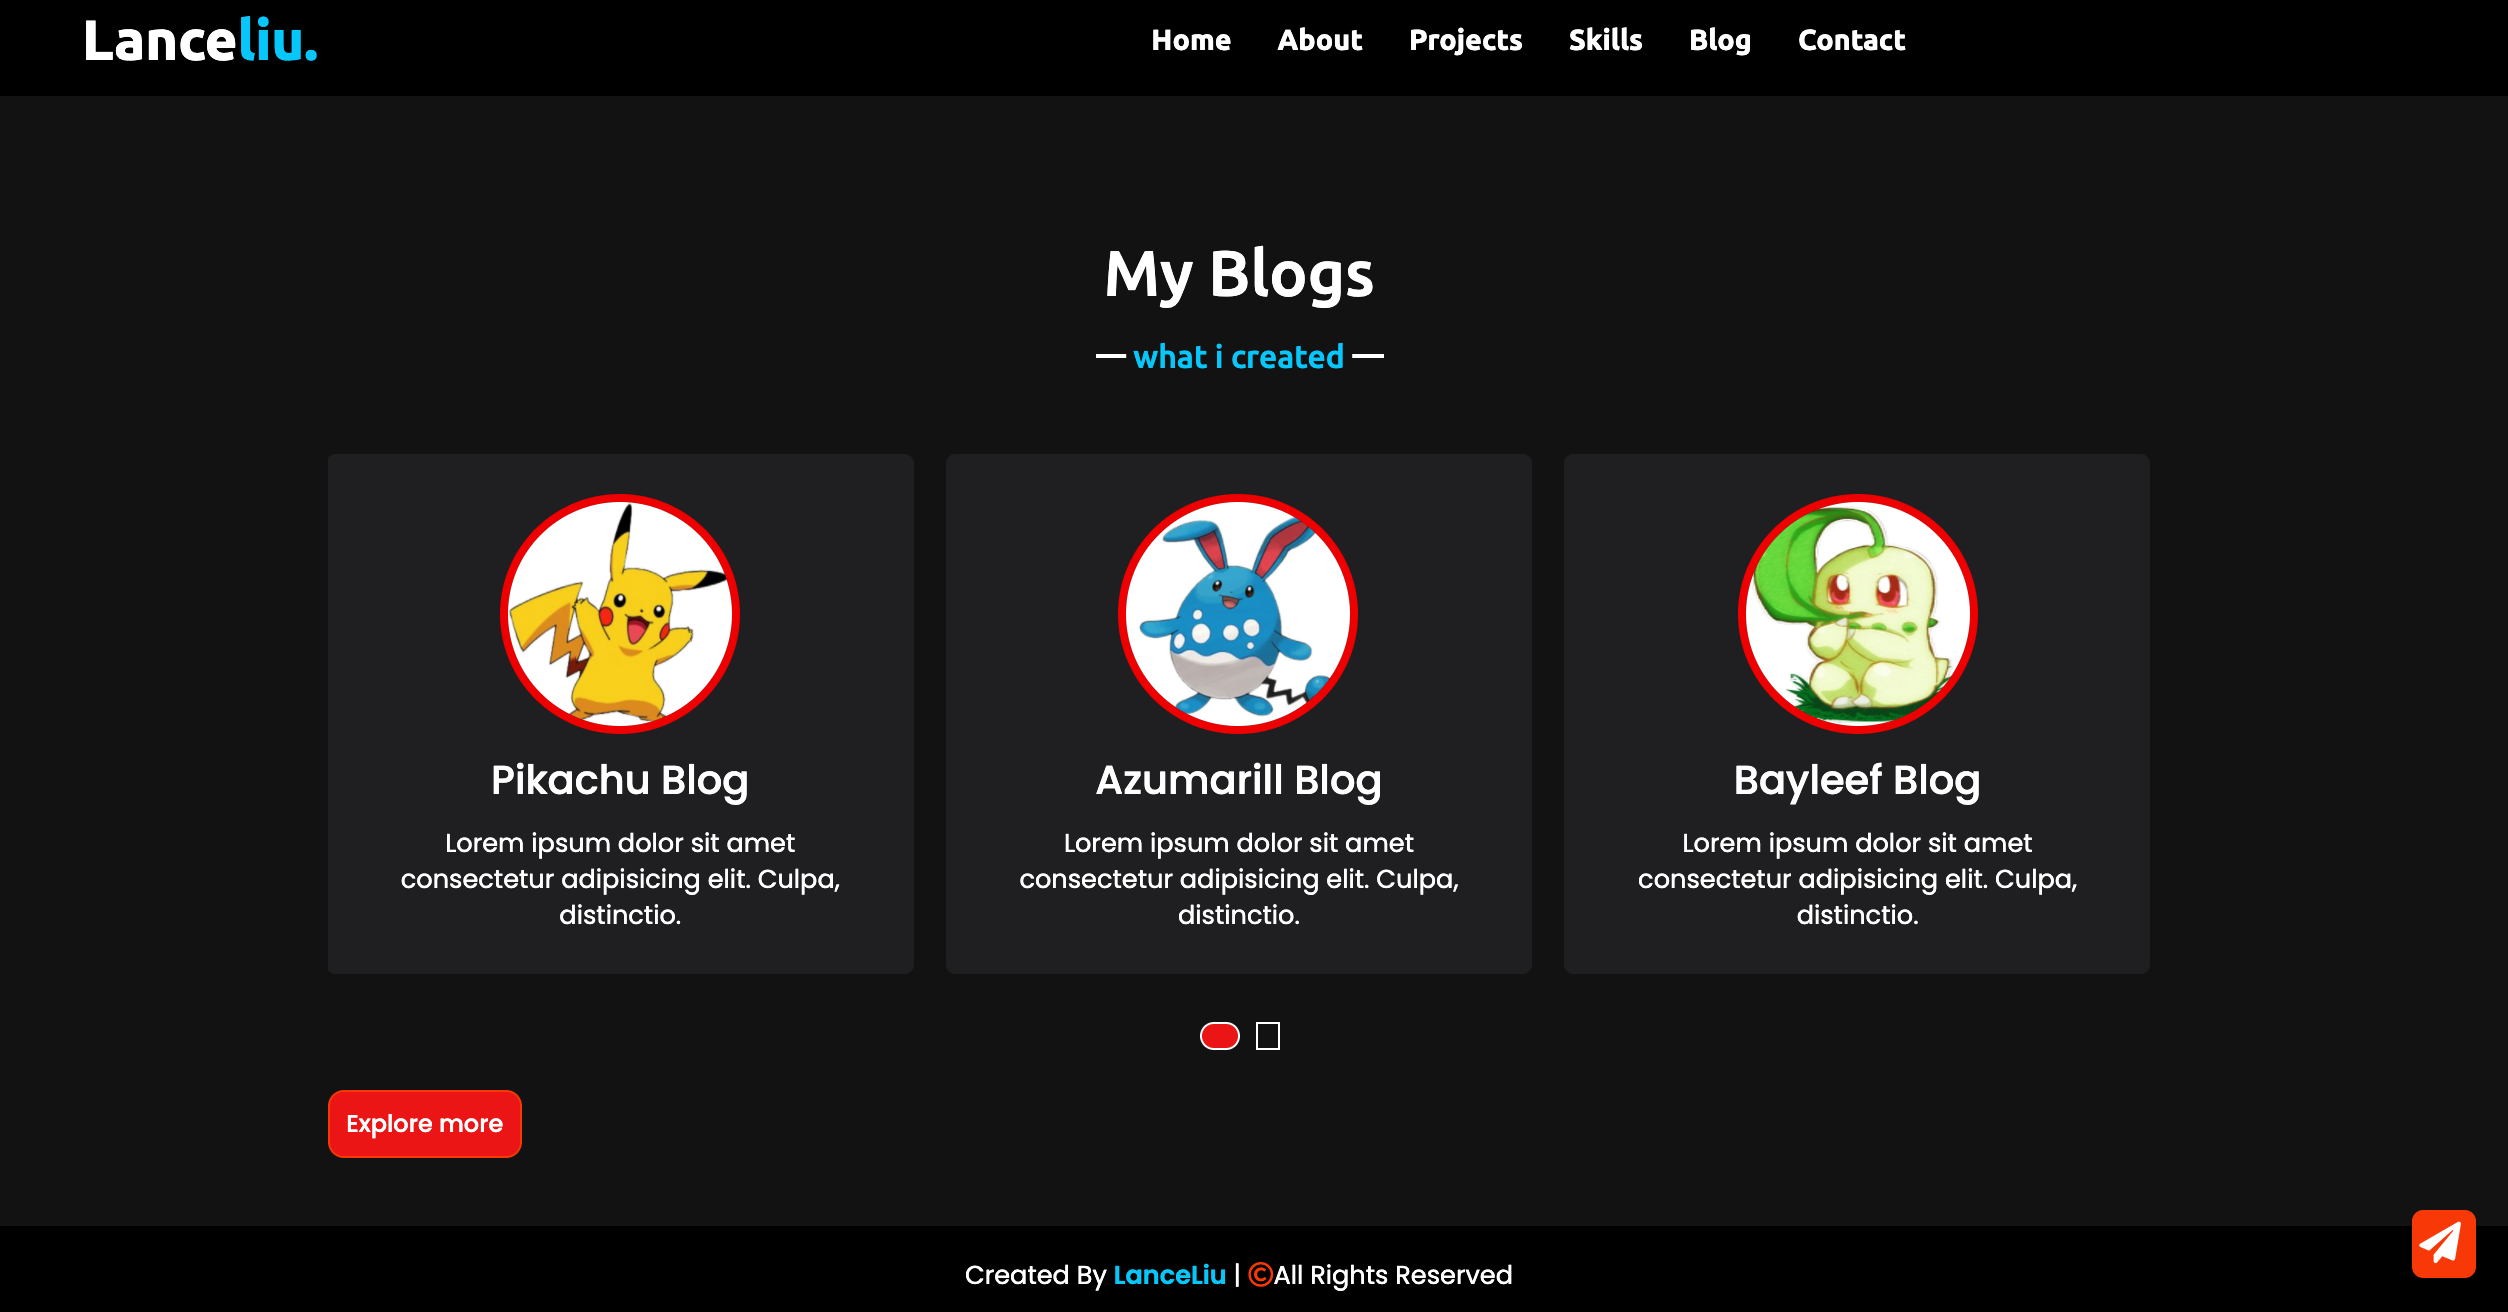 Lanceliu.
Home About Projects Skills Blog Contact
My Blogs
— what i created —
Pikachu Blog
Lorem ipsum dolor sit amet
consectetur adipisicing elit. Culpa,
distinctio.
Azumarill Blog
Lorem ipsum dolor sit amet
consectetur adipisicing elit. Culpa,
distinctio.
Bayleef Blog
Lorem ipsum dolor sit amet
consectetur adipisicing elit. Culpa,
distinctio.
Explore more
Created By LanceLiu | ©All Rights Reserved